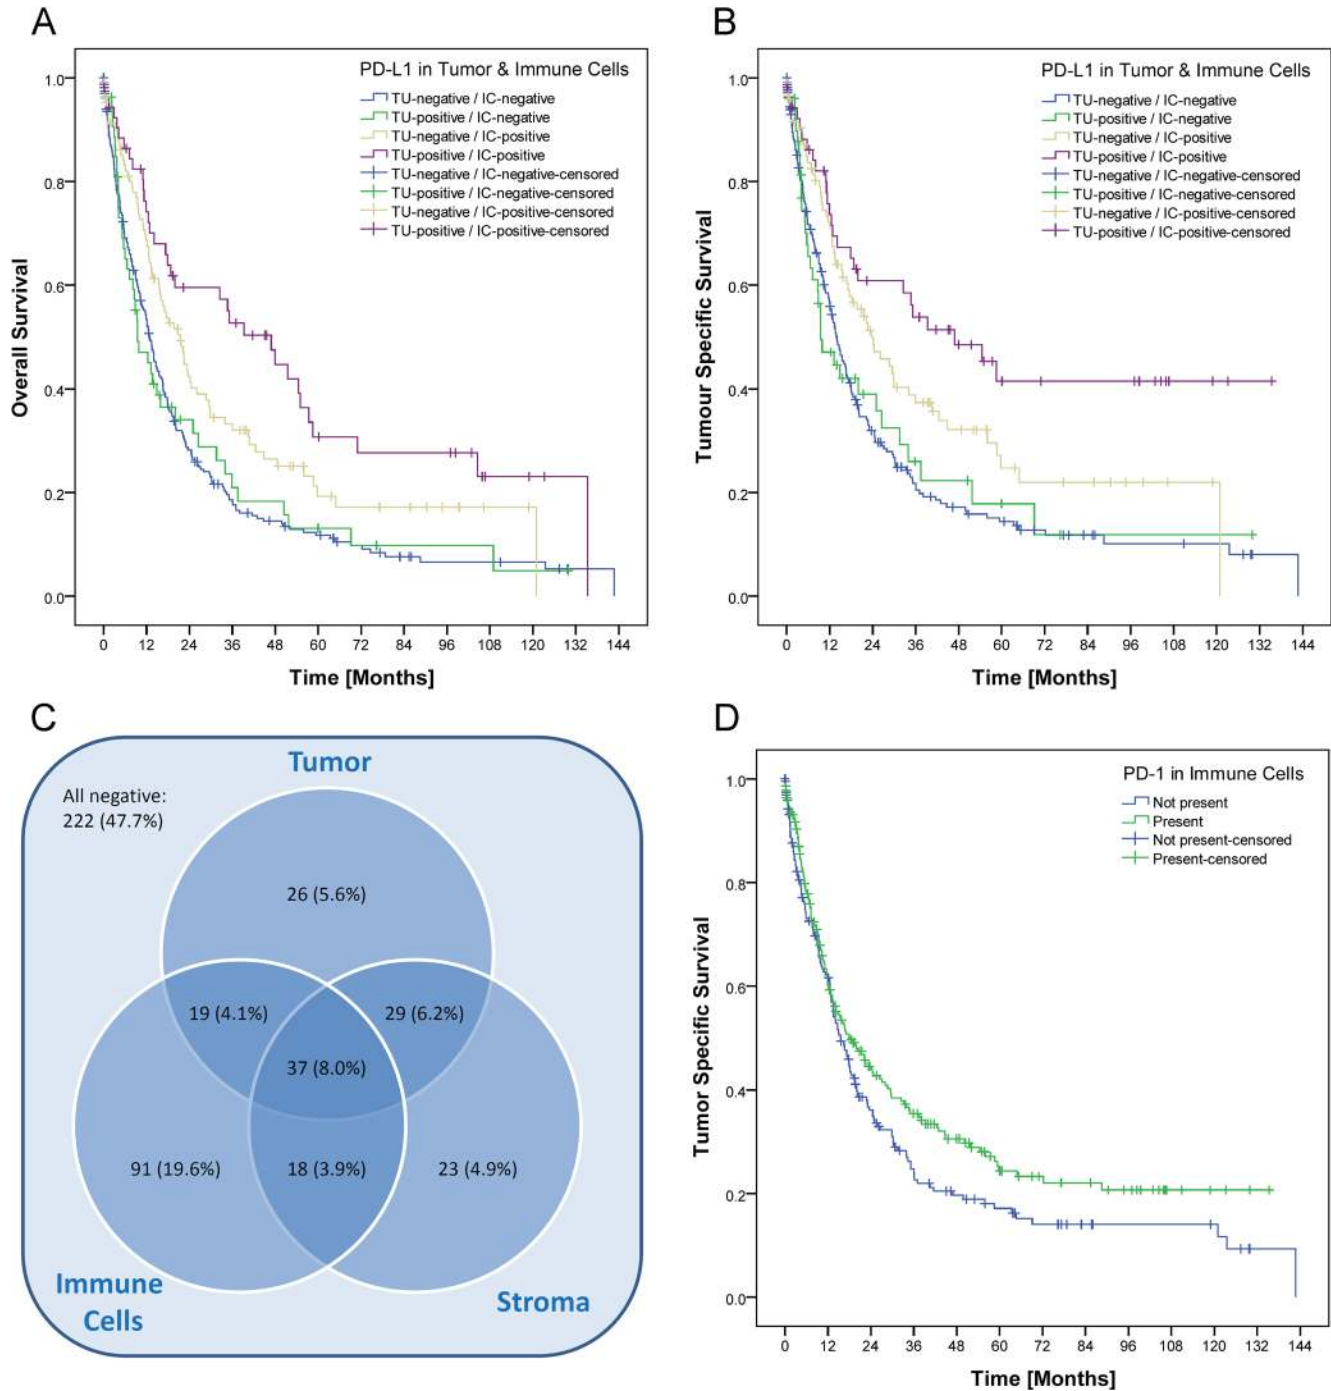 A
PD-L1 in Tumor & Immune Cells
TU-negative / IC-negative
TU-positive / IC-negative
TU-negative / IC-positive
TU-positive / IC-positive
TU-negative / IC-negative-censored
TU-positive / IC-negative-censored
TU-negative / IC-positive-censored
TU-positive / IC-positive-censored
Overall Survival
1.0
0.8
0.6
0.4
0.2
0.0
0 12 24 36 48 60 72 84 96 108 120 132 144
Time [Months]
B
PD-L1 in Tumor & Immune Cells
TU-negative / IC-negative
TU-positive / IC-negative
TU-negative / IC-positive
TU-positive / IC-positive
TU-negative / IC-negative-censored
TU-positive / IC-negative-censored
TU-negative / IC-positive-censored
TU-positive / IC-positive-censored
Tumour Specific Survival
1.0
0.8
0.6
0.4
0.2
0.0
0 12 24 36 48 60 72 84 96 108 120 132 144
Time [Months]
C
Tumor
All negative:
222 (47.7%)
26 (5.6%)
19 (4.1%)
29 (6.2%)
37 (8.0%)
91 (19.6%)
18 (3.9%)
23 (4.9%)
Immune
Cells
Stroma
D
PD-1 in Immune Cells
Not present
Present
Not present-censored
Present-censored
Tumor Specific Survival
1.0
0.8
0.6
0.4
0.2
0.0
0 12 24 36 48 60 72 84 96 108 120 132 144
Time [Months]